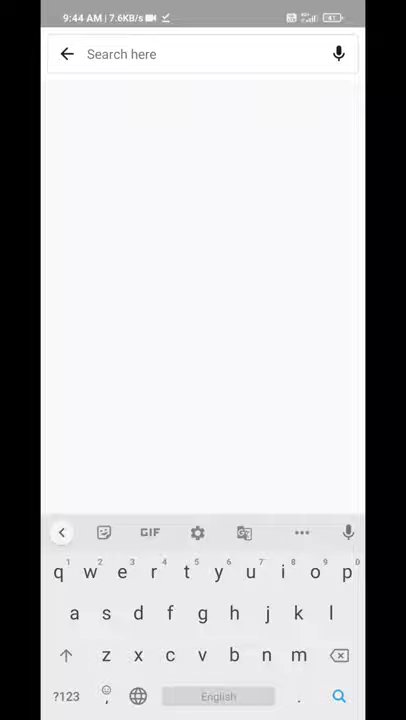 9:44 AM | 7.6KB/s
Search here
GIF
1 2 3 4 5 6 7 8 9 0
q w e r t y u i o p
a s d f g h j k l
z x c v b n m
?123 , English .